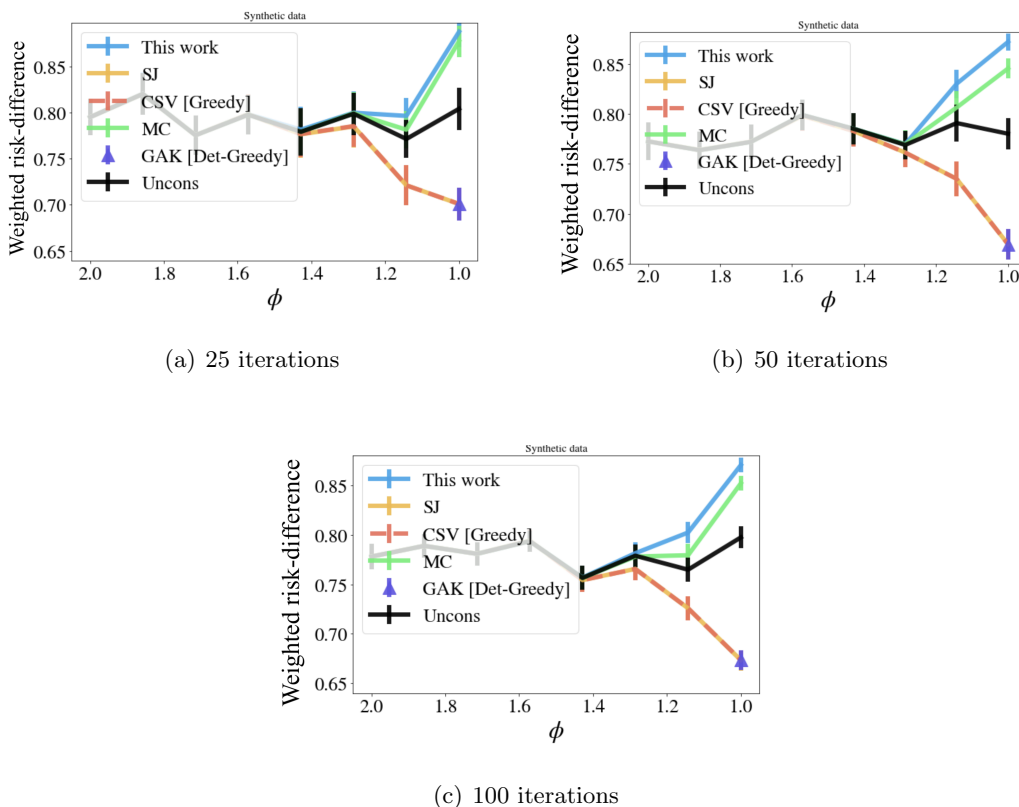 Synthetic data
Weighted risk-difference
0.85
0.80
0.75
0.70
0.65
This work
SJ
CSV [Greedy]
MC
GAK [Det-Greedy]
Uncons
2.0 1.8 1.6 1.4 1.2 1.0
ϕ
(a) 25 iterations
Synthetic data
Weighted risk-difference
0.85
0.80
0.75
0.70
0.65
This work
SJ
CSV [Greedy]
MC
GAK [Det-Greedy]
Uncons
2.0 1.8 1.6 1.4 1.2 1.0
ϕ
(b) 50 iterations
Synthetic data
Weighted risk-difference
0.85
0.80
0.75
0.70
0.65
This work
SJ
CSV [Greedy]
MC
GAK [Det-Greedy]
Uncons
2.0 1.8 1.6 1.4 1.2 1.0
ϕ
(c) 100 iterations